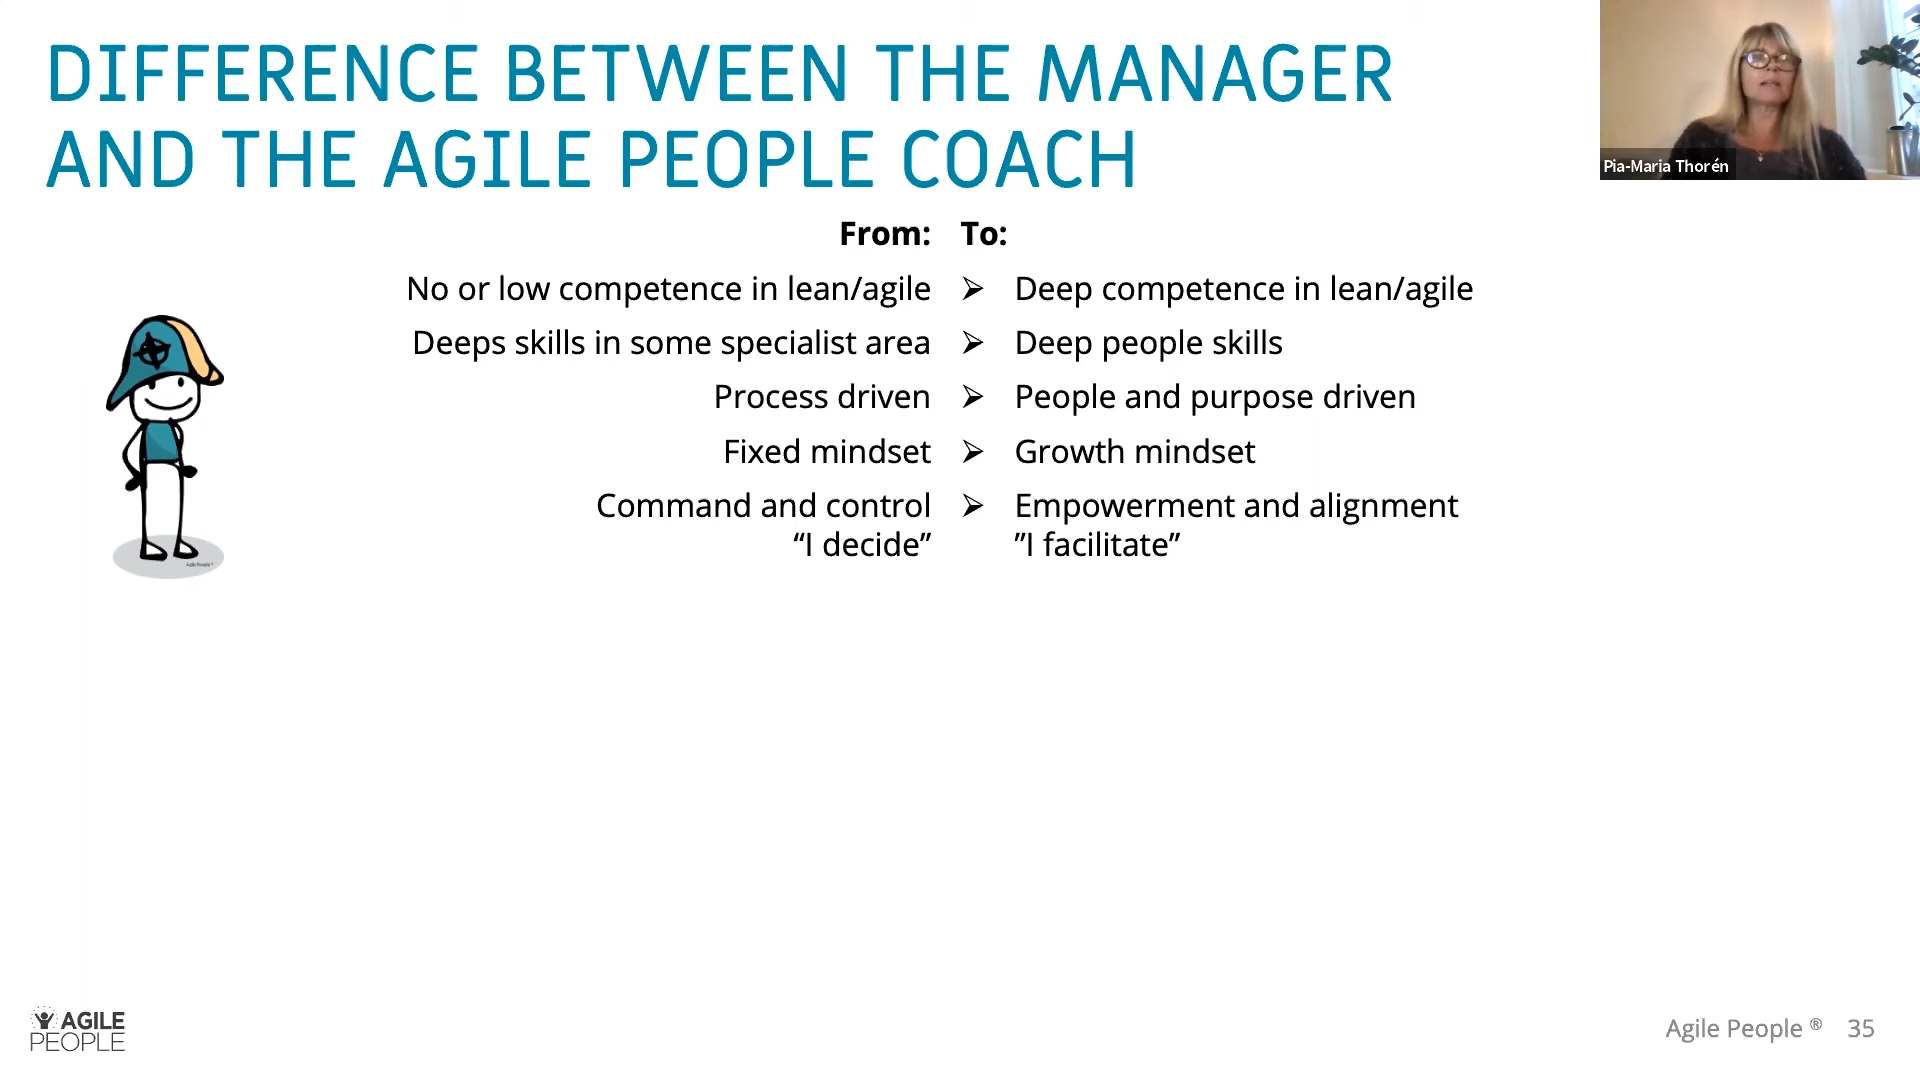 DIFFERENCE BETWEEN THE MANAGER
AND THE AGILE PEOPLE COACH
Pia-Maria Thorén
From: To:
No or low competence in lean/agile ➢ Deep competence in lean/agile
Deeps skills in some specialist area ➢ Deep people skills
Process driven ➢ People and purpose driven
Fixed mindset ➢ Growth mindset
Command and control ➢ Empowerment and alignment
“I decide” ”I facilitate”
Agile People ®
AGILE
PEOPLE
Agile People ® 35